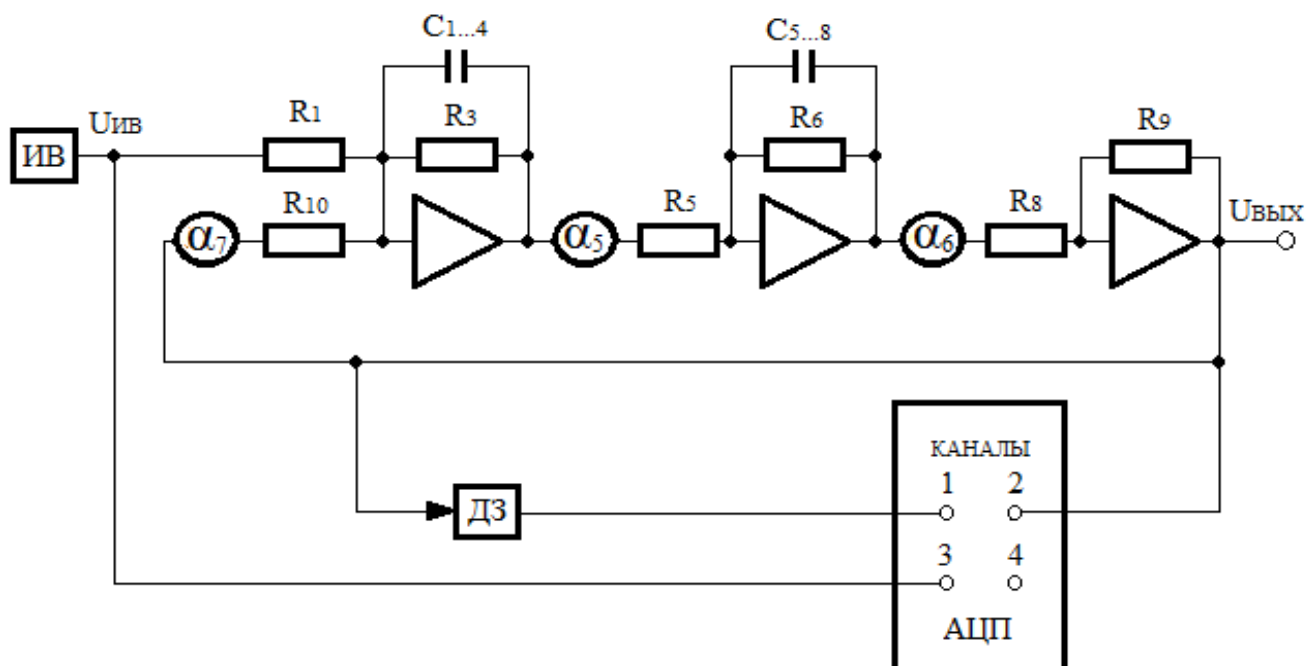 C1...4
C5...8
R1
R3
R6
R9
UИВ
ИВ
R10
R5
R8
UВЫХ
α7
α5
α6
КАНАЛЫ
1 2
ДЗ
3 4
АЦП